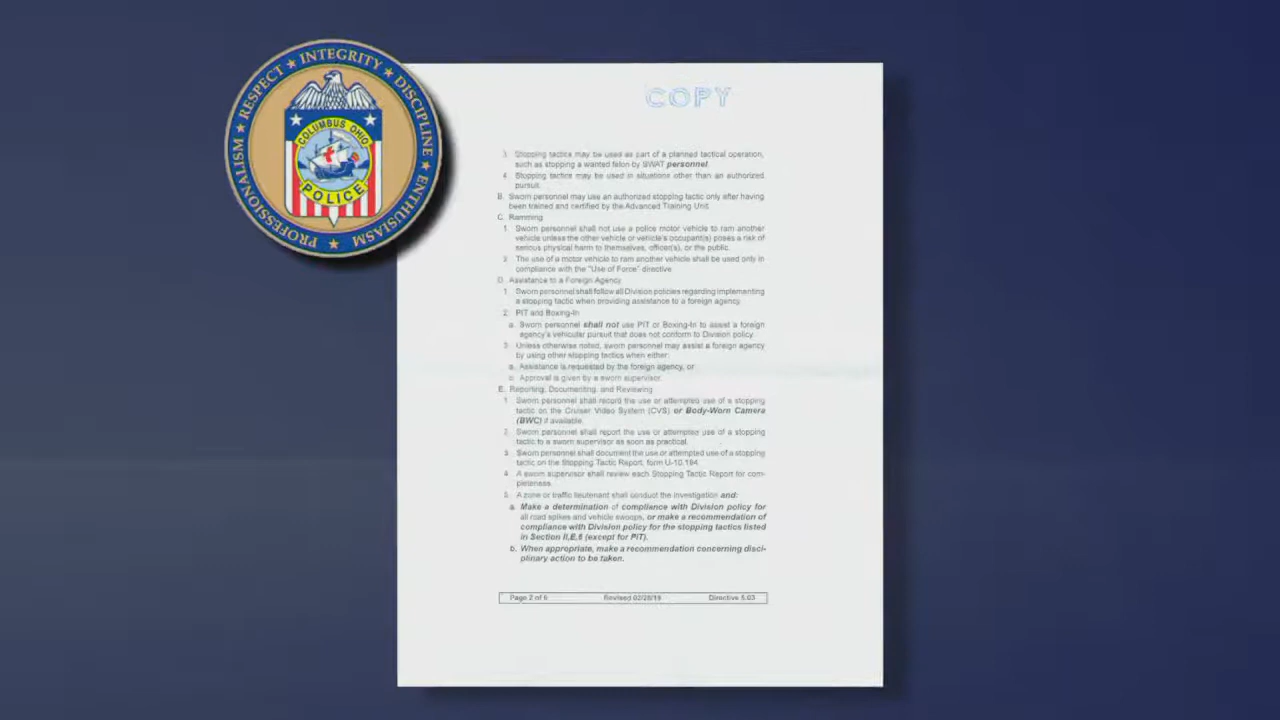 PROFESSIONALISM ★ RESPECT ★ INTEGRITY ★ DISCIPLINE ★ ENTHUSIASM ★
COLUMBUS OHIO
POLICE
COPY
3. Stopping tactics may be used as part of a planned tactical operation,
such as stopping a wanted felon by SWAT personnel.
4. Stopping tactics may be used in situations other than an authorized
pursuit.
B. Sworn personnel may use an authorized stopping tactic only after having
been trained and certified by the Advanced Training Unit.
C. Ramming
1. Sworn personnel shall not use a police motor vehicle to ram another
vehicle unless the other vehicle or vehicle's occupant(s) poses a risk of
serious physical harm to themselves, officer(s), or the public.
2. The use of a motor vehicle to ram another vehicle shall be used only in
compliance with the "Use of Force" directive.
D. Assistance to a Foreign Agency
1. Sworn personnel shall follow all Division policies regarding implementing
a stopping tactic when providing assistance to a foreign agency.
2. PIT and Boxing-In
a. Sworn personnel shall not use PIT or Boxing-In to assist a foreign
agency's vehicular pursuit that does not conform to Division policy.
3. Unless otherwise noted, sworn personnel may assist a foreign agency
by using other stopping tactics when either:
a. Assistance is requested by the foreign agency, or
Approval is given by a sworn supervisor.
E. Reporting, Documenting, and Reviewing
1. Sworn personnel shall record the use or attempted use of a stopping
tactic on the Cruiser Video System (CVS) or Body-Worn Camera
(BWC) if available.
2. Sworn personnel shall report the use or attempted use of a stopping
tactic to a sworn supervisor as soon as practical.
3. Sworn personnel shall document the use or attempted use of a stopping
tactic on the Stopping Tactic Report, form U-10.184.
4. A sworn supervisor shall review each Stopping Tactic Report for com-
pleteness.
5. A zone or traffic lieutenant shall conduct the investigation and:
a. Make a determination of compliance with Division policy for
all road spikes and vehicle swoops, or make a recommendation of
compliance with Division policy for the stopping tactics listed
in Section II,E,6 (except for PIT).
b. When appropriate, make a recommendation concerning disci-
plinary action to be taken.
Page 2 of 6 Revised 02/28/19 Directive 5.03